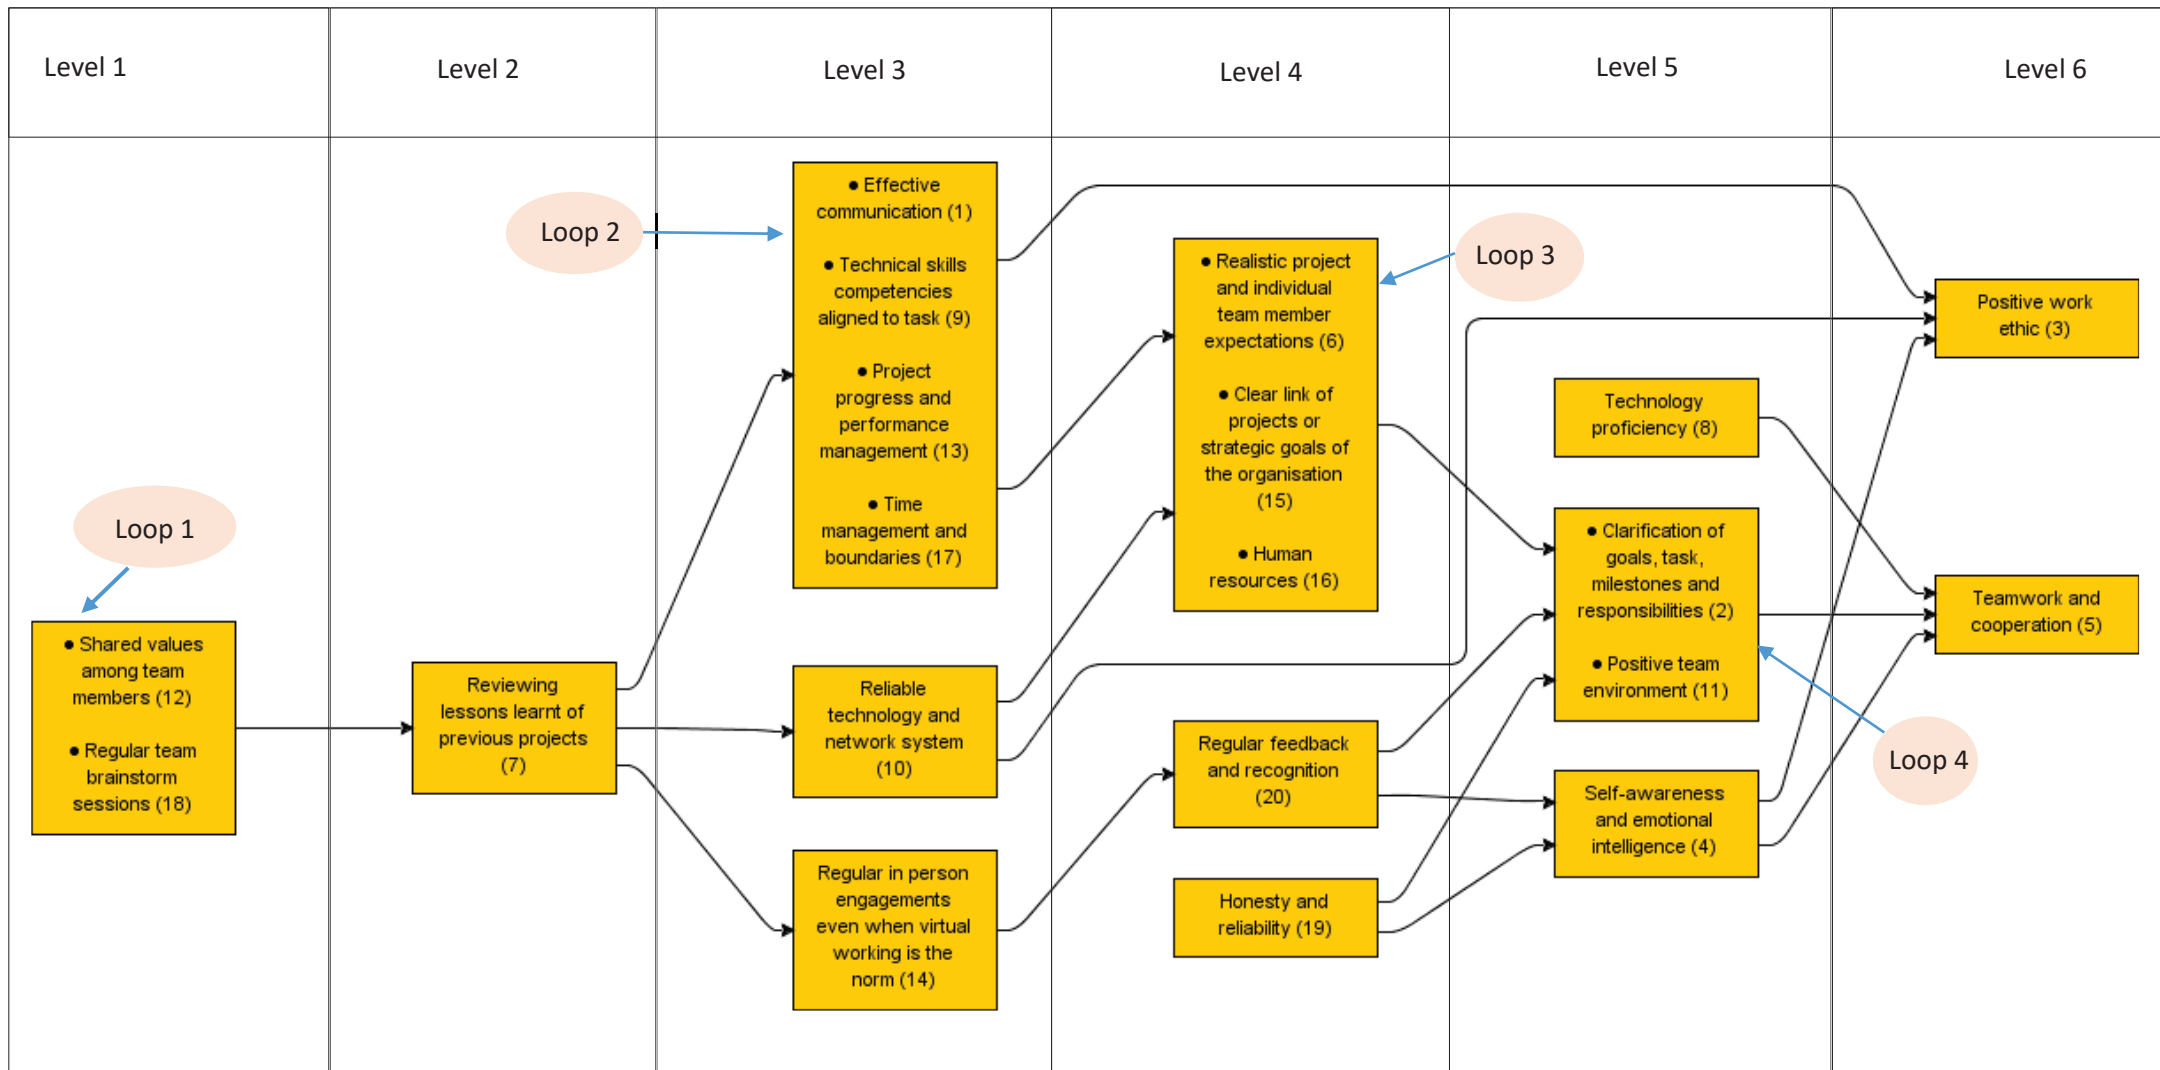 Level 1
Level 2
Level 3
Level 4
Level 5
Level 6
Loop 1
● Shared values
among team
members (12)
● Regular team
brainstorm
sessions (18)
Reviewing
lessons learnt of
previous projects
(7)
Loop 2
● Effective
communication (1)
● Technical skills
competencies
aligned to task (9)
● Project
progress and
performance
management (13)
● Time
management and
boundaries (17)
Reliable
technology and
network system
(10)
Regular in person
engagements
even when virtual
working is the
norm (14)
Loop 3
● Realistic project
and individual
team member
expectations (6)
● Clear link of
projects or
strategic goals of
the organisation
(15)
● Human
resources (16)
Regular feedback
and recognition
(20)
Honesty and
reliability (19)
Technology
proficiency (8)
● Clarification of
goals, task,
milestones and
responsibilities (2)
● Positive team
environment (11)
Loop 4
Self-awareness
and emotional
intelligence (4)
Positive work
ethic (3)
Teamwork and
cooperation (5)